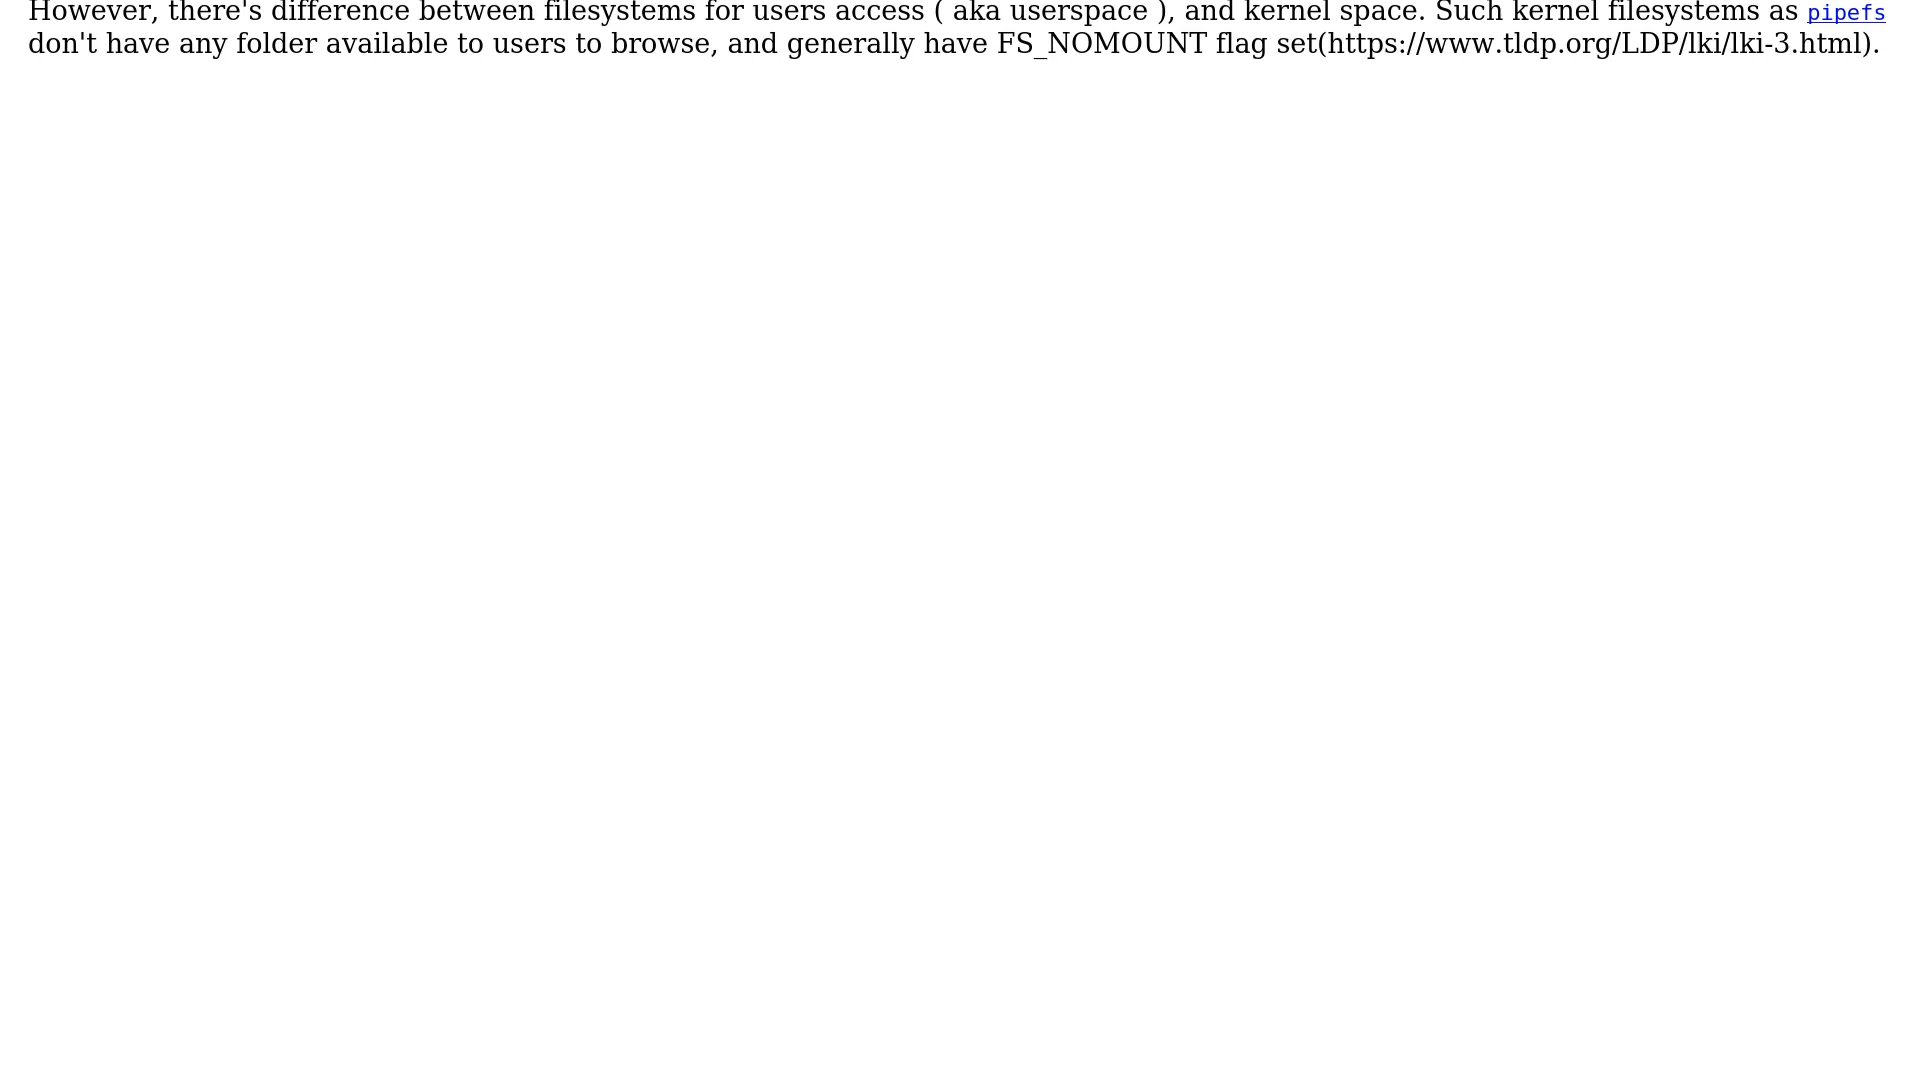 However, there's difference between filesystems for users access ( aka userspace ), and kernel space. Such kernel filesystems as pipefs
don't have any folder available to users to browse, and generally have FS_NOMOUNT flag set(https://www.tldp.org/LDP/lki/lki-3.html).